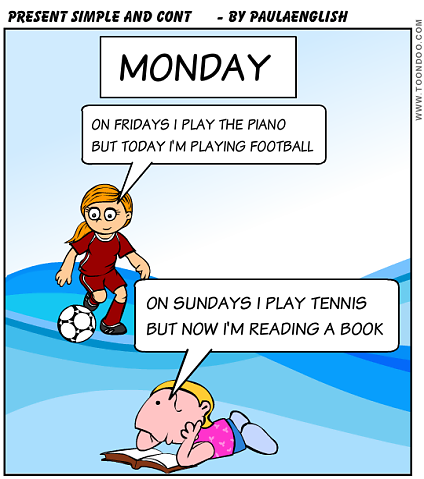 PRESENT SIMPLE AND CONT - BY PAULAENGLISH
MONDAY
ON FRIDAYS I PLAY THE PIANO
BUT TODAY I'M PLAYING FOOTBALL
ON SUNDAYS I PLAY TENNIS
BUT NOW I'M READING A BOOK
WWW.TOONDOO.COM